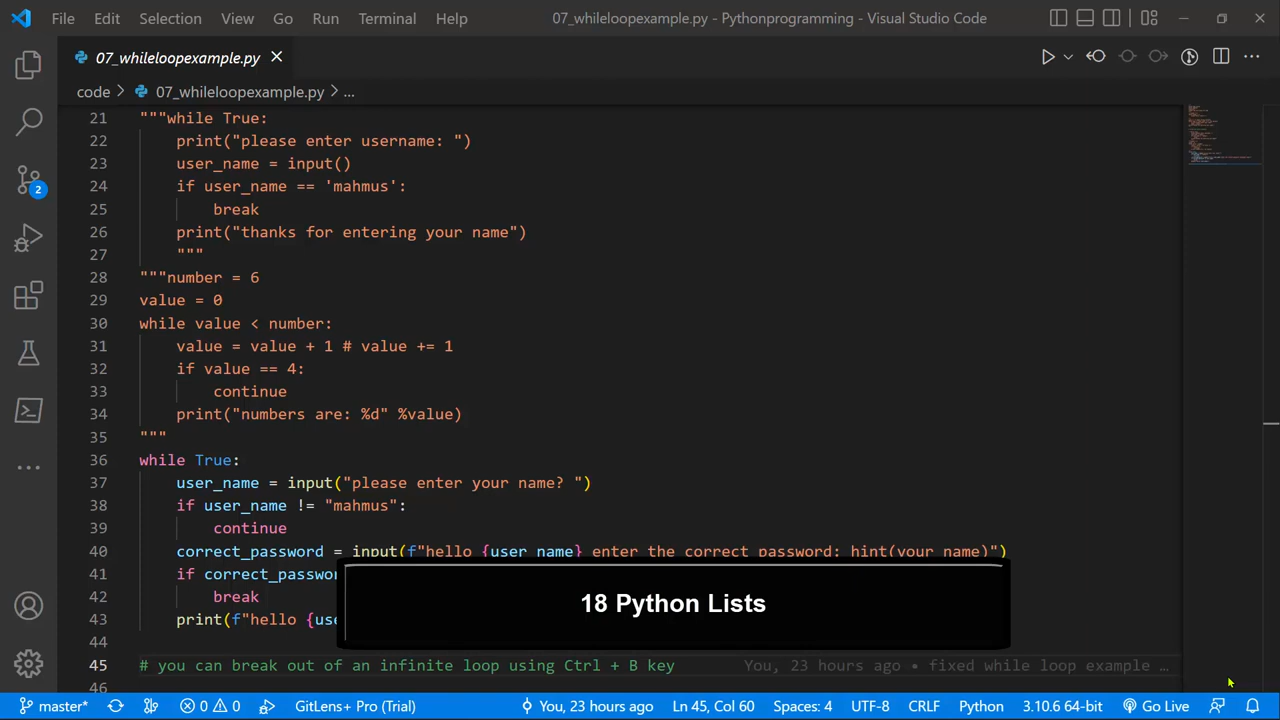 File Edit Selection View Go Run Terminal Help 07_whileloopexample.py - Pythonprogramming - Visual Studio Code
07_whileloopexample.py
code > 07_whileloopexample.py > ...
21 """while True:
22 print("please enter username: ")
23 user_name = input()
24 if user_name == 'mahmus':
25 break
26 print("thanks for entering your name")
27 """
28 """number = 6
29 value = 0
30 while value < number:
31 value = value + 1 # value += 1
32 if value == 4:
33 continue
34 print("numbers are: %d" %value)
35 """
36 while True:
37 user_name = input("please enter your name? ")
38 if user_name != "mahmus":
39 continue
40 correct_password = input(f"hello {user_name} enter the correct password: hint(your name)")
41 if correct_passwor
42 break
43 print(f"hello {us
18 Python Lists
44
45 # you can break out of an infinite loop using Ctrl + B key You, 23 hours ago • fixed while loop example …
46
2
master* 0 0 GitLens+ Pro (Trial) You, 23 hours ago Ln 45, Col 60 Spaces: 4 UTF-8 CRLF Python 3.10.6 64-bit Go Live